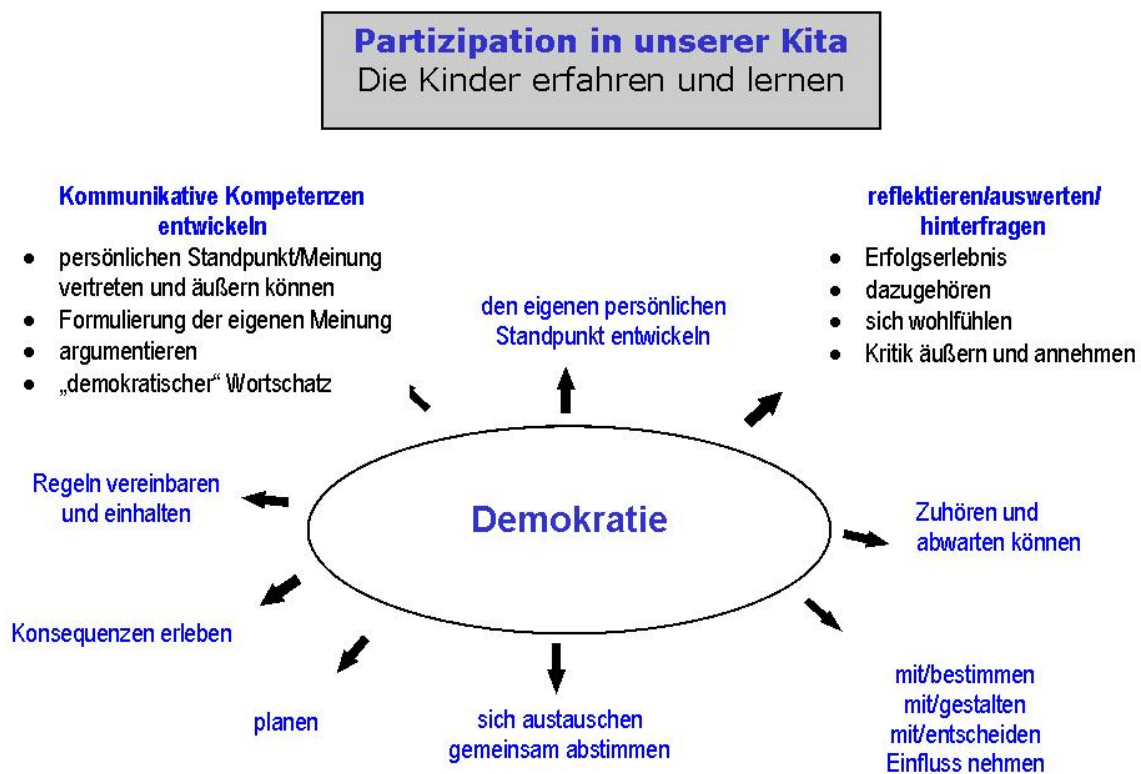 Partizipation in unserer Kita
Die Kinder erfahren und lernen
Kommunikative Kompetenzen
entwickeln
• persönlichen Standpunkt/Meinung
vertreten und äußern können
• Formulierung der eigenen Meinung
• argumentieren
• „demokratischer“ Wortschatz
den eigenen persönlichen
Standpunkt entwickeln
reflektieren/auswerten/
hinterfragen
• Erfolgserlebnis
• dazugehören
• sich wohlfühlen
• Kritik äußern und annehmen
Regeln vereinbaren
und einhalten
Demokratie
Zuhören und
abwarten können
Konsequenzen erleben
planen
sich austauschen
gemeinsam abstimmen
mit/bestimmen
mit/gestalten
mit/entscheiden
Einfluss nehmen